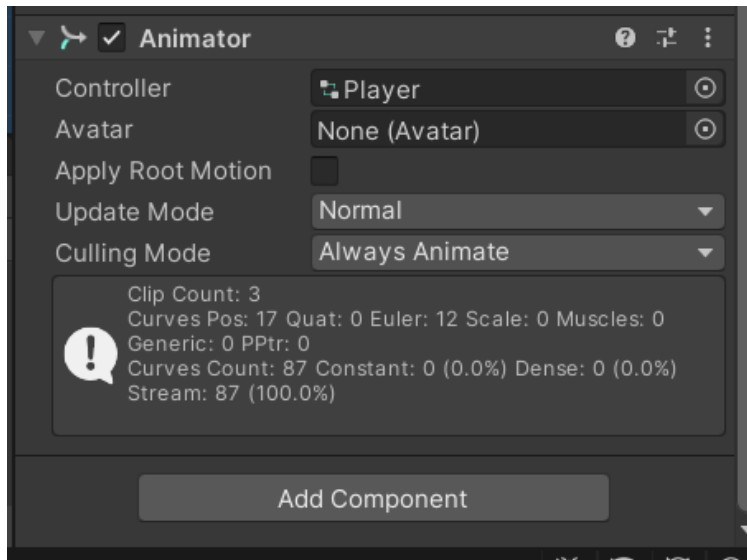 Animator
Controller Player
Avatar None (Avatar)
Apply Root Motion
Update Mode Normal
Culling Mode Always Animate
Clip Count: 3
Curves Pos: 17 Quat: 0 Euler: 12 Scale: 0 Muscles: 0
Generic: 0 PPtr: 0
Curves Count: 87 Constant: 0 (0.0%) Dense: 0 (0.0%)
Stream: 87 (100.0%)
Add Component